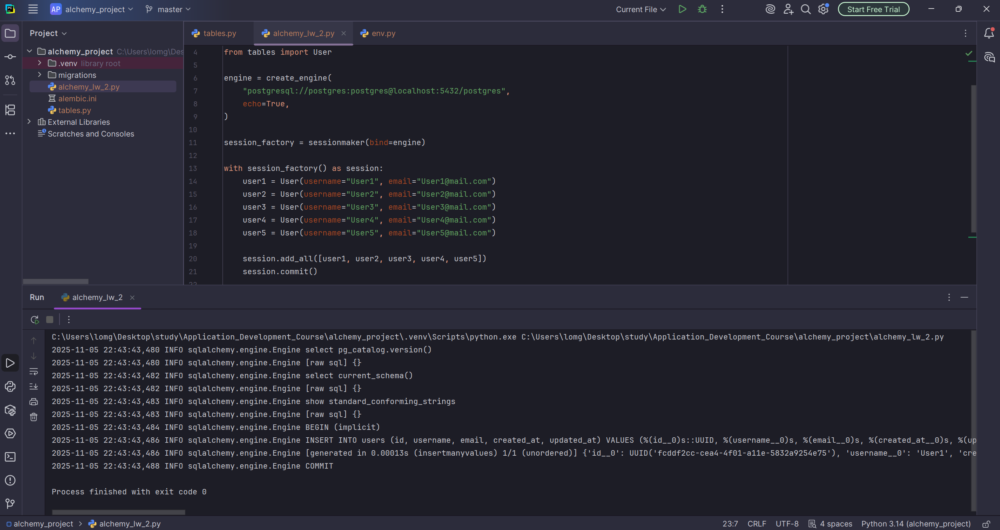 AP alchemy_project master Current File Start Free Trial
Project
tables.py alchemy_lw_2.py env.py
alchemy_project C:\Users\lomg\Des
.venv library root
migrations
alchemy_lw_2.py
alembic.ini
tables.py
External Libraries
Scratches and Consoles
4 from tables import User
5
6 engine = create_engine(
7 "postgresql://postgres:postgres@localhost:5432/postgres",
8 echo=True,
9 )
10
11 session_factory = sessionmaker(bind=engine)
12
13 with session_factory() as session:
14 user1 = User(username="User1", email="User1@mail.com")
15 user2 = User(username="User2", email="User2@mail.com")
16 user3 = User(username="User3", email="User3@mail.com")
17 user4 = User(username="User4", email="User4@mail.com")
18 user5 = User(username="User5", email="User5@mail.com")
19
20 session.add_all([user1, user2, user3, user4, user5])
21 session.commit()
22
Run alchemy_lw_2
C:\Users\lomg\Desktop\study\Application_Development_Course\alchemy_project\.venv\Scripts\python.exe C:\Users\lomg\Desktop\study\Application_Development_Course\alchemy_project\alchemy_lw_2.py
2025-11-05 22:43:43,480 INFO sqlalchemy.engine.Engine select pg_catalog.version()
2025-11-05 22:43:43,480 INFO sqlalchemy.engine.Engine [raw sql] {}
2025-11-05 22:43:43,482 INFO sqlalchemy.engine.Engine select current_schema()
2025-11-05 22:43:43,482 INFO sqlalchemy.engine.Engine [raw sql] {}
2025-11-05 22:43:43,483 INFO sqlalchemy.engine.Engine show standard_conforming_strings
2025-11-05 22:43:43,483 INFO sqlalchemy.engine.Engine [raw sql] {}
2025-11-05 22:43:43,484 INFO sqlalchemy.engine.Engine BEGIN (implicit)
2025-11-05 22:43:43,486 INFO sqlalchemy.engine.Engine INSERT INTO users (id, username, email, created_at, updated_at) VALUES (%(id__0)s::UUID, %(username__0)s, %(email__0)s, %(created_at__0)s, %(up
2025-11-05 22:43:43,486 INFO sqlalchemy.engine.Engine [generated in 0.00013s (insertmanyvalues) 1/1 (unordered)] {'id__0': UUID('fcddf2cc-cea4-4f01-a11e-5832a9254e75'), 'username__0': 'User1', 'cre
2025-11-05 22:43:43,488 INFO sqlalchemy.engine.Engine COMMIT
Process finished with exit code 0
alchemy_project > alchemy_lw_2.py 23:7 CRLF UTF-8 4 spaces Python 3.14 (alchemy_project)